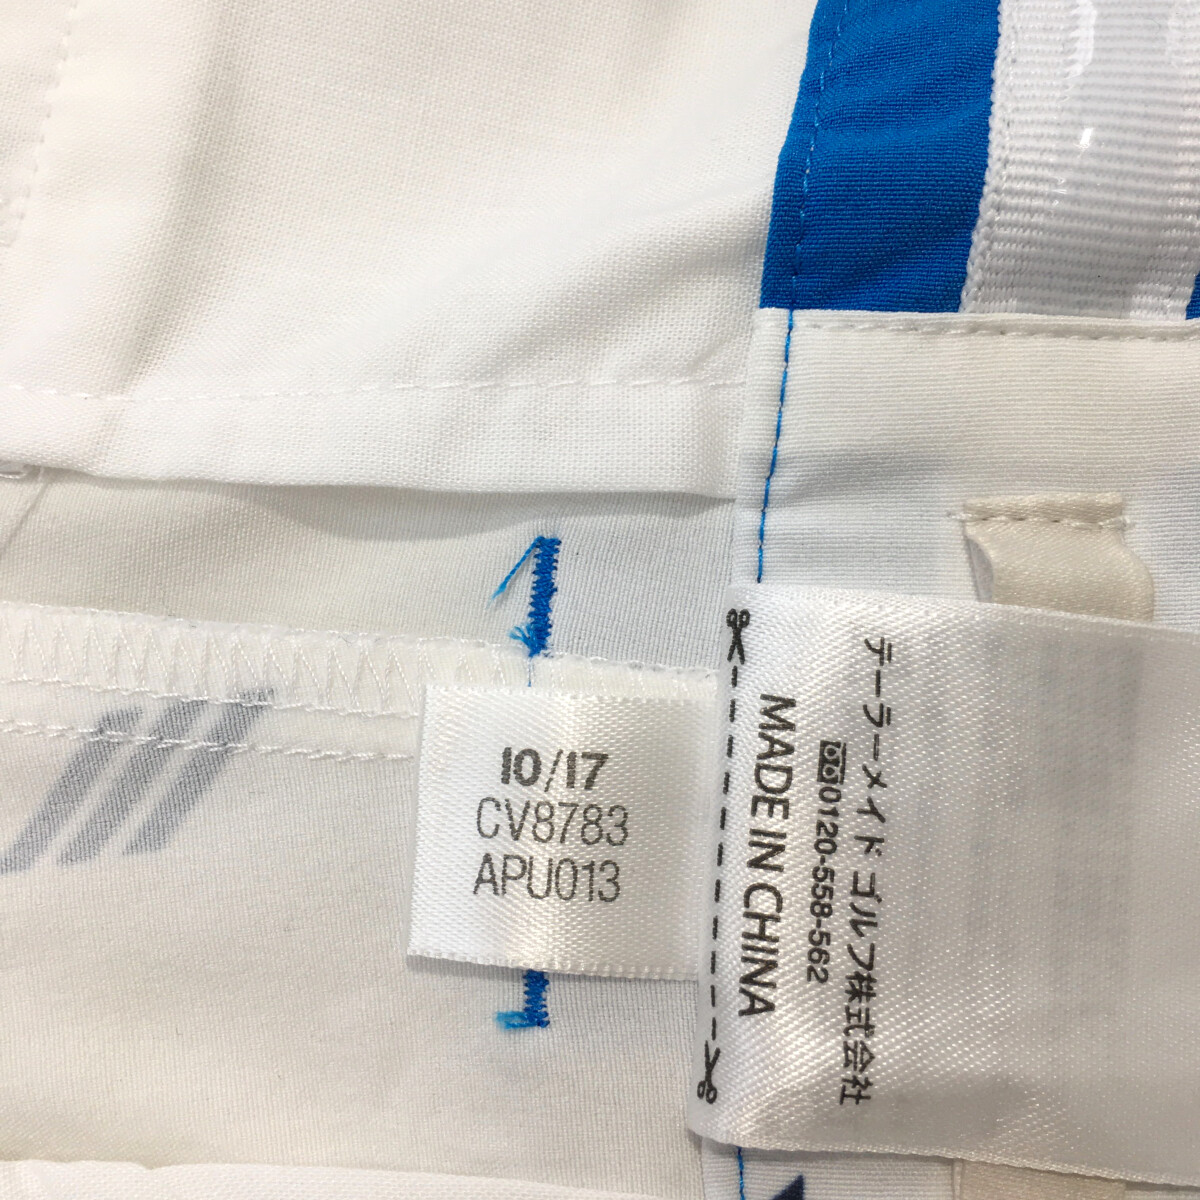 10/17
CV8783
APU013
テーラーメイド ゴルフ株式会社
0120-558-562
MADE IN CHINA